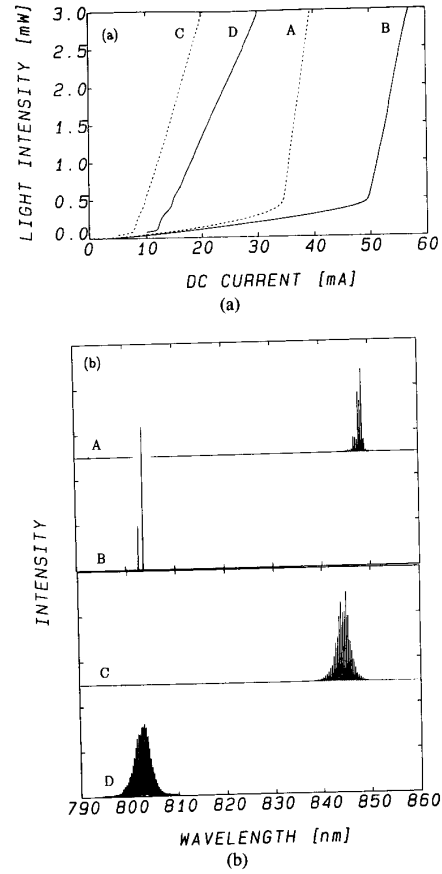 (a)
C
D
A
B
3.0
2.5
2.0
1.5
1.0
0.5
0.0
LIGHT INTENSITY [mW]
0
10
20
30
40
50
60
DC CURRENT [mA]
(a)
(b)
A
B
C
D
INTENSITY
790
800
810
820
830
840
850
860
WAVELENGTH [nm]
(b)